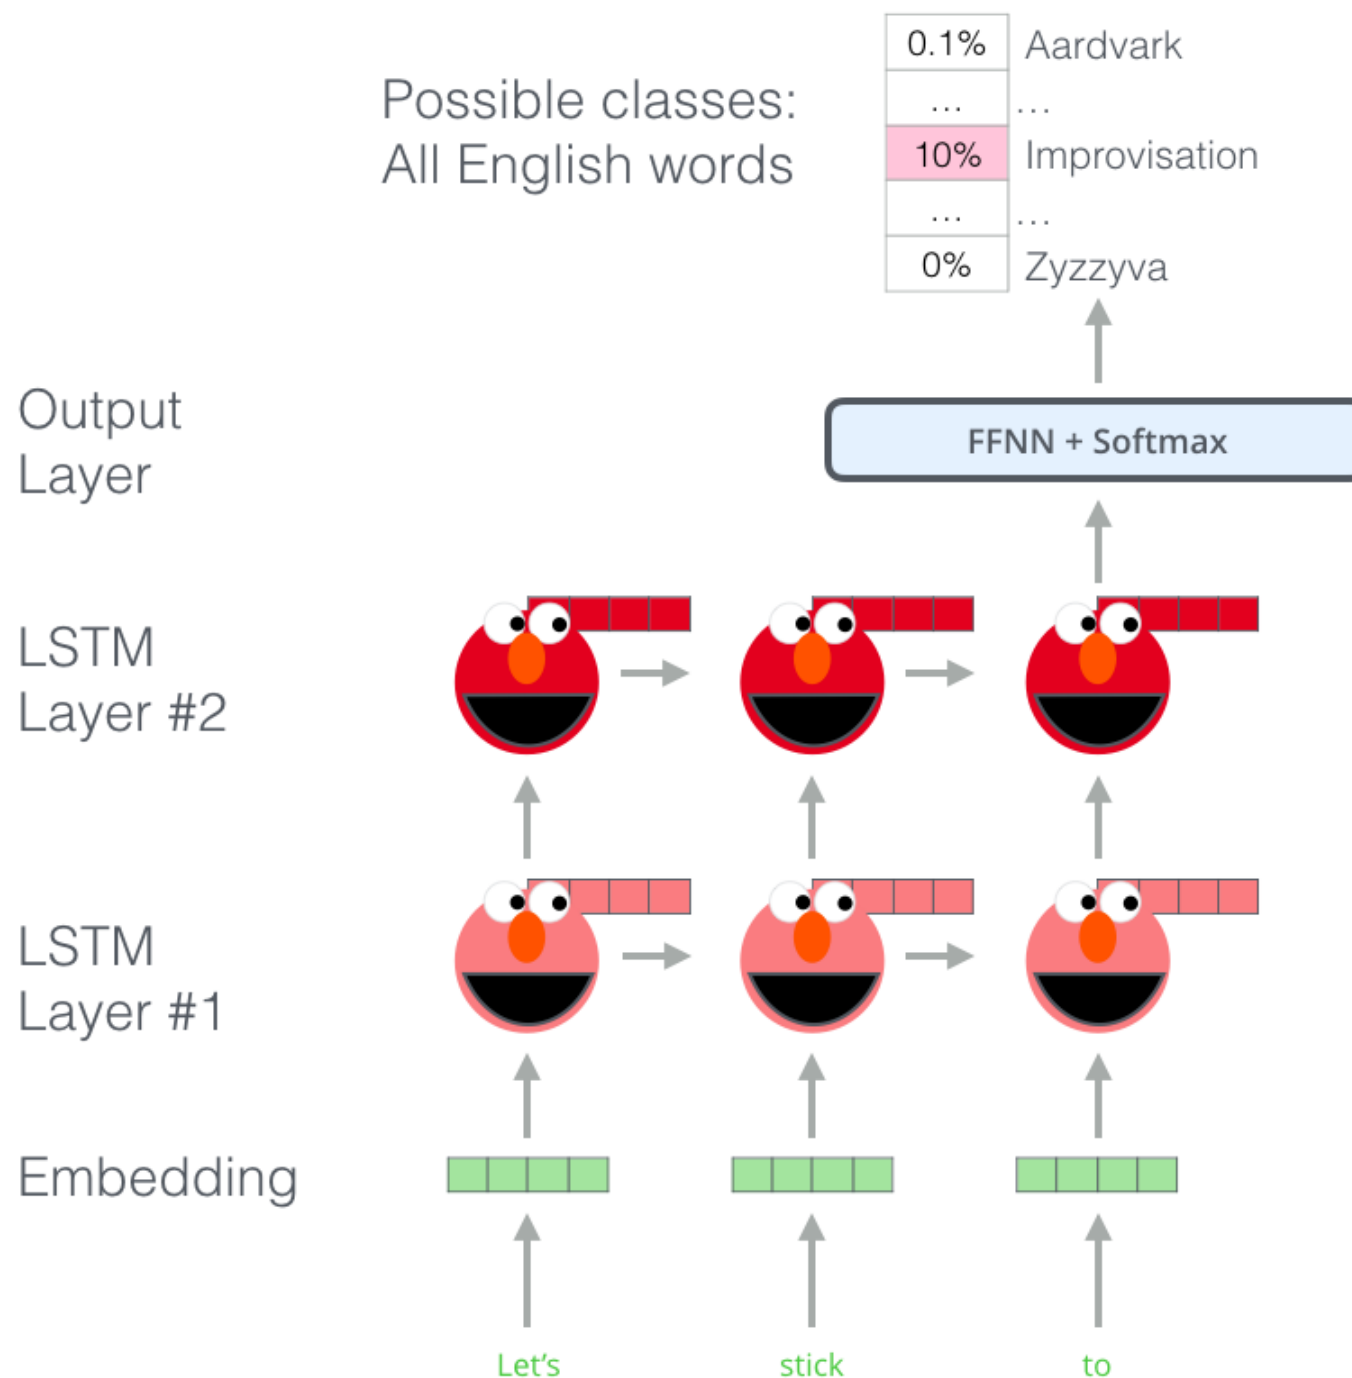 0.1% Aardvark
... ...
10% Improvisation
... ...
0% Zyzzyva
Possible classes:
All English words
Output
Layer
FFNN + Softmax
LSTM
Layer #2
LSTM
Layer #1
Embedding
Let's stick to